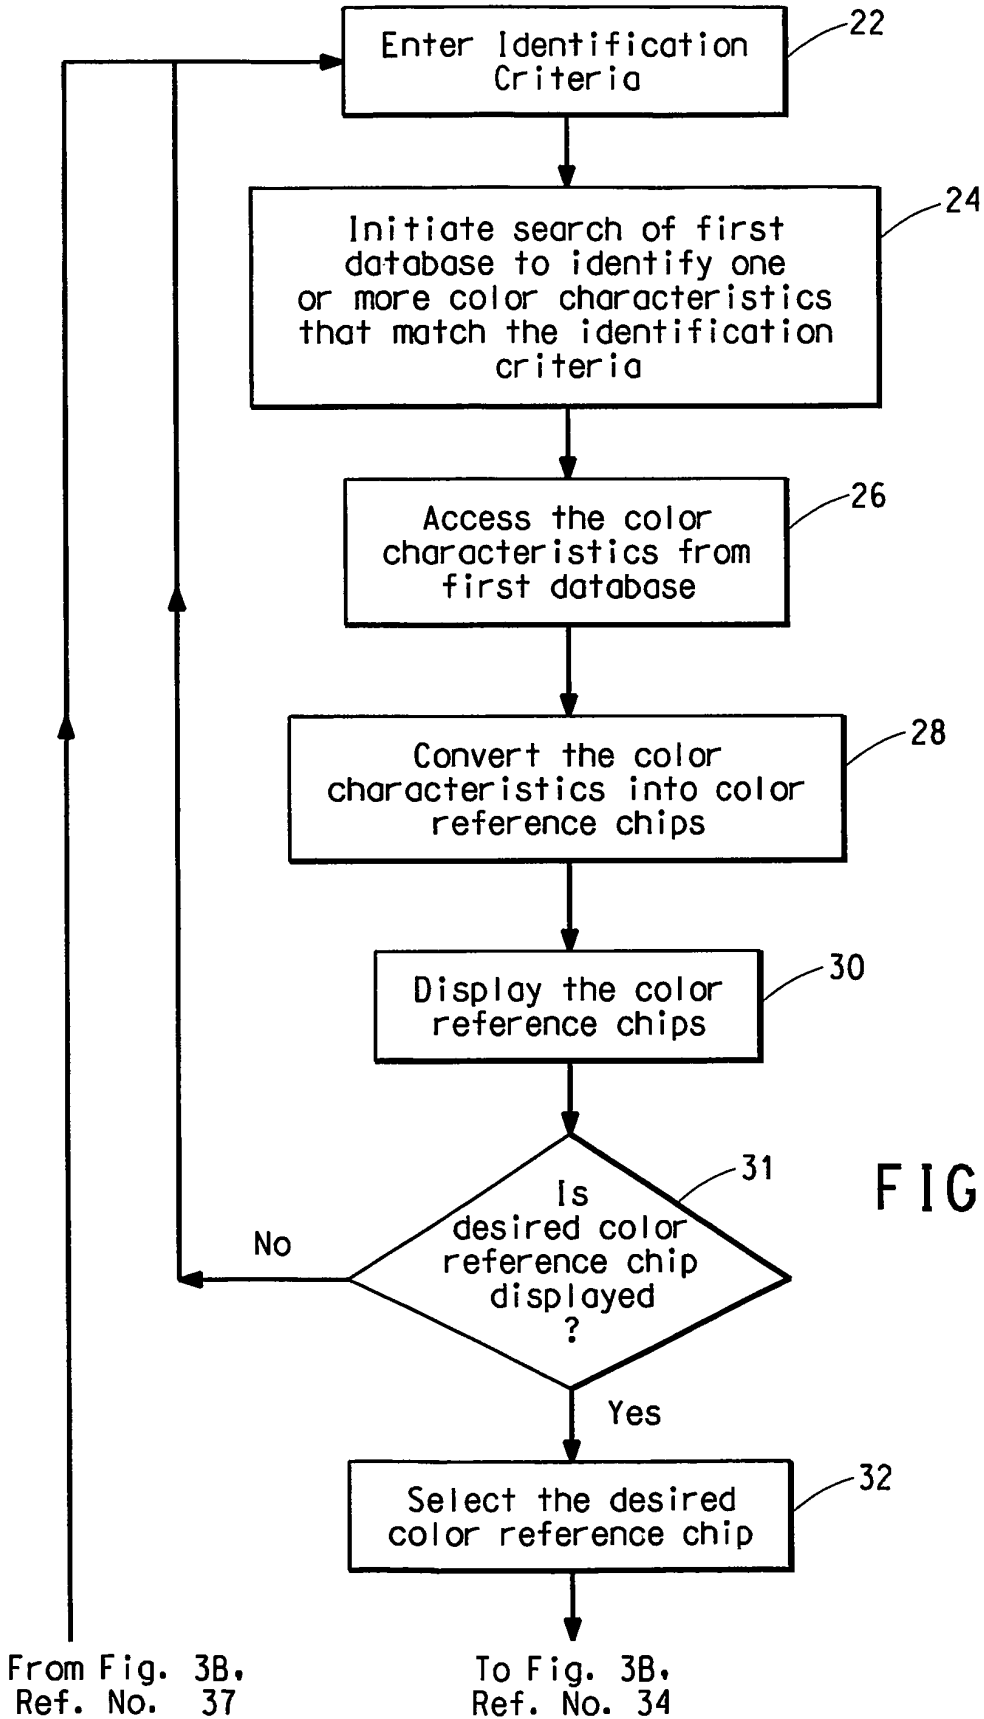 22
Enter Identification
Criteria
24
Initiate search of first
database to identify one
or more color characteristics
that match the identification
criteria
26
Access the color
characteristics from
first database
28
Convert the color
characteristics into color
reference chips
30
Display the color
reference chips
31
Is
desired color
reference chip
displayed
?
FIG
No
Yes
32
Select the desired
color reference chip
From Fig. 3B,
Ref. No. 37
To Fig. 3B,
Ref. No. 34